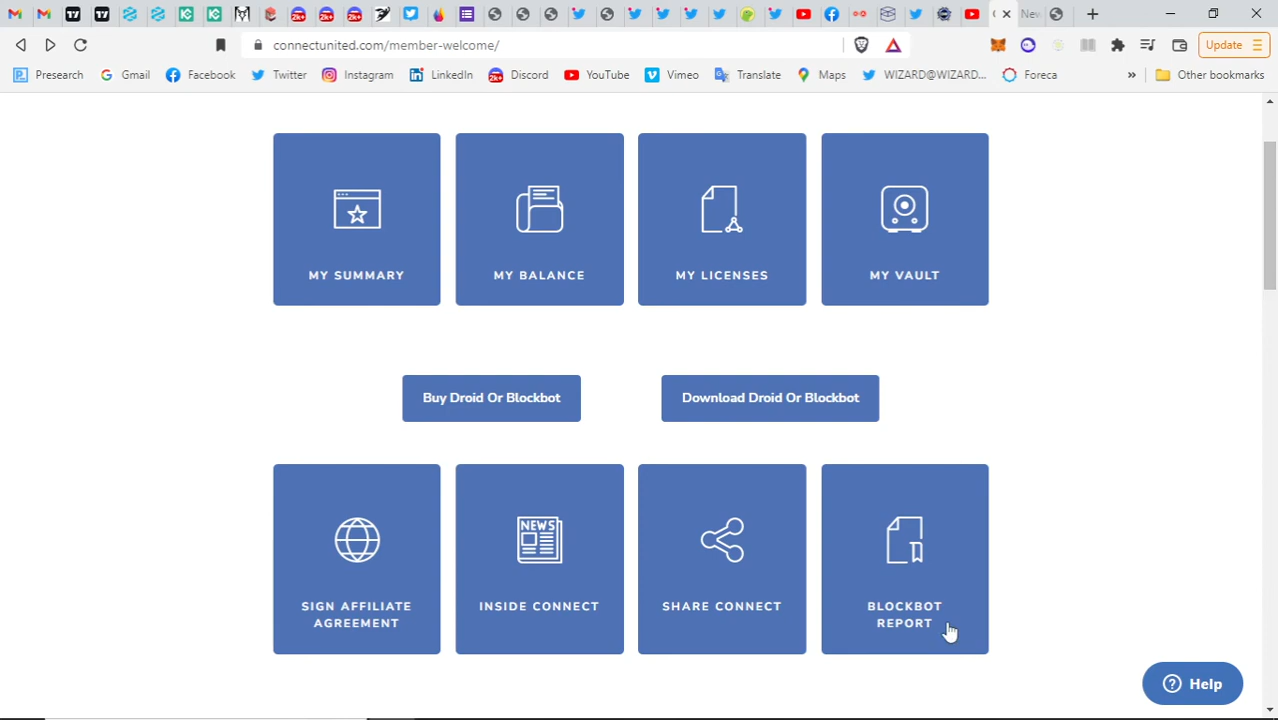 New
connectunited.com/member-welcome/
Update
Presearch
Gmail
Facebook
Twitter
Instagram
LinkedIn
2K+
Discord
YouTube
Vimeo
Translate
Maps
WIZARD@WIZARD...
Foreca
»
Other bookmarks
MY SUMMARY
MY BALANCE
MY LICENSES
MY VAULT
Buy Droid Or Blockbot
Download Droid Or Blockbot
NEWS
SIGN AFFILIATE
AGREEMENT
INSIDE CONNECT
SHARE CONNECT
BLOCKBOT
REPORT
? Help